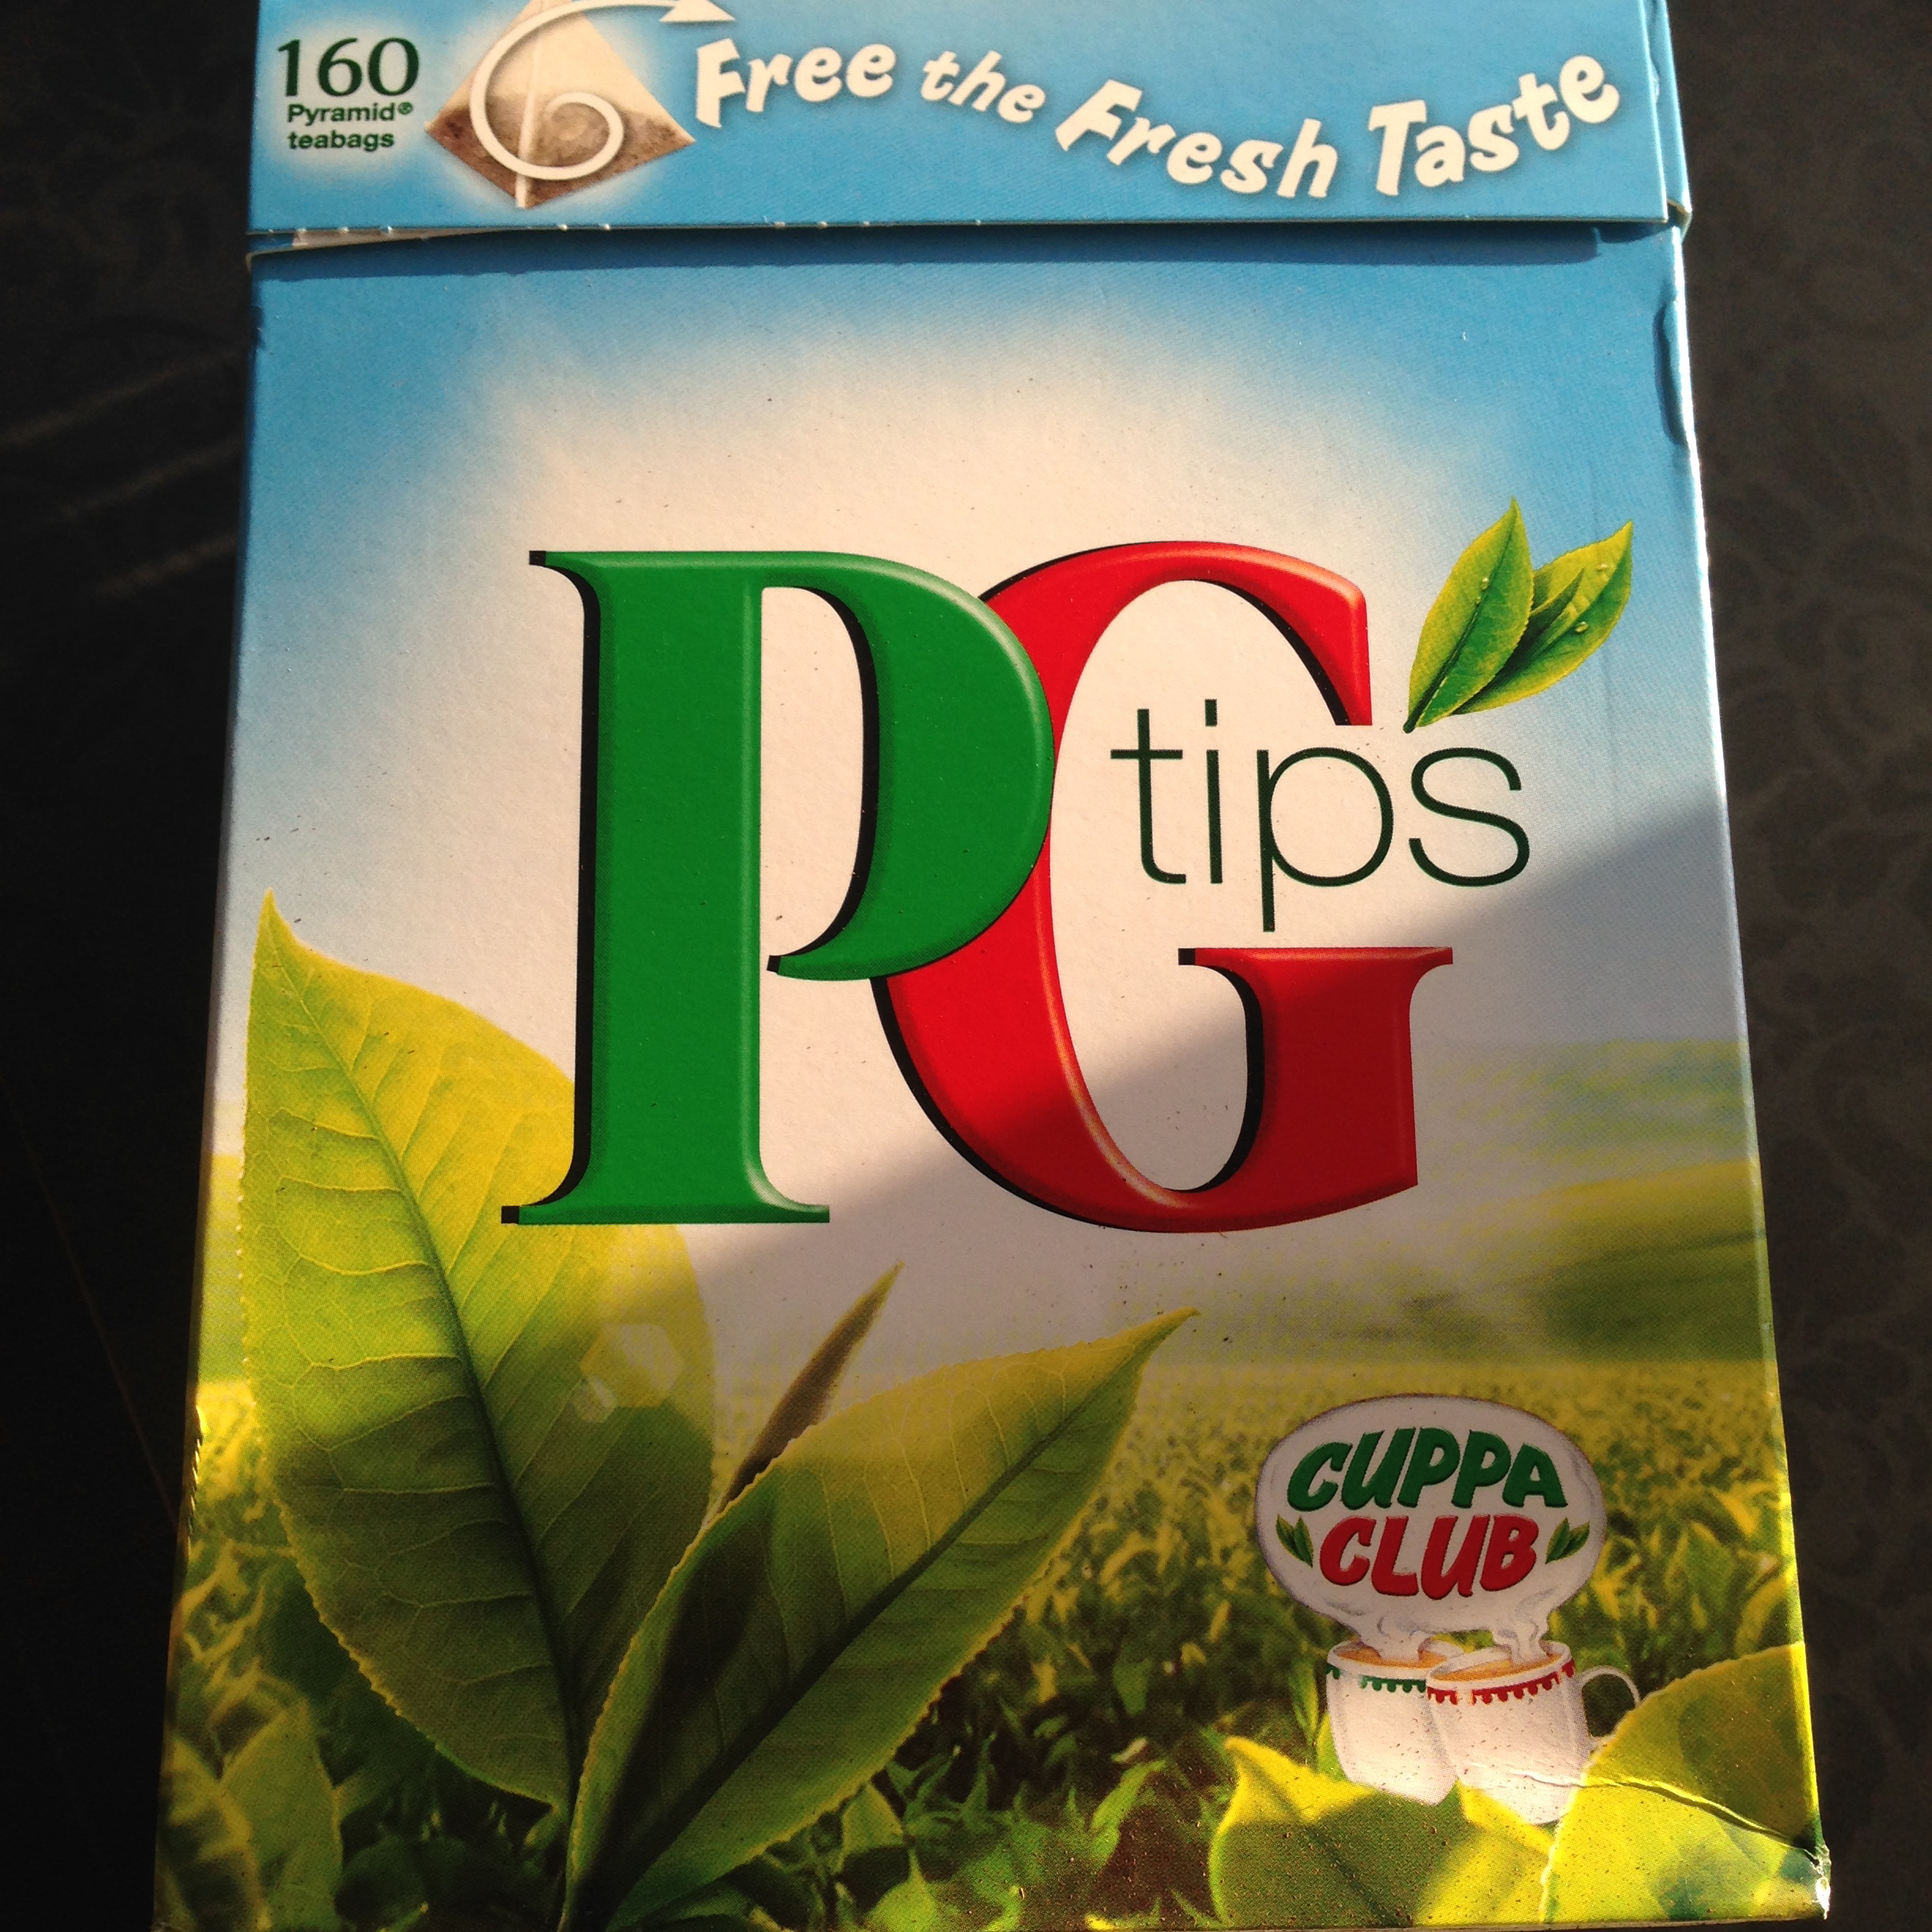 160
Pyramid®
teabags
Free the Fresh Taste
PG
tips
CUPPA
CLUB